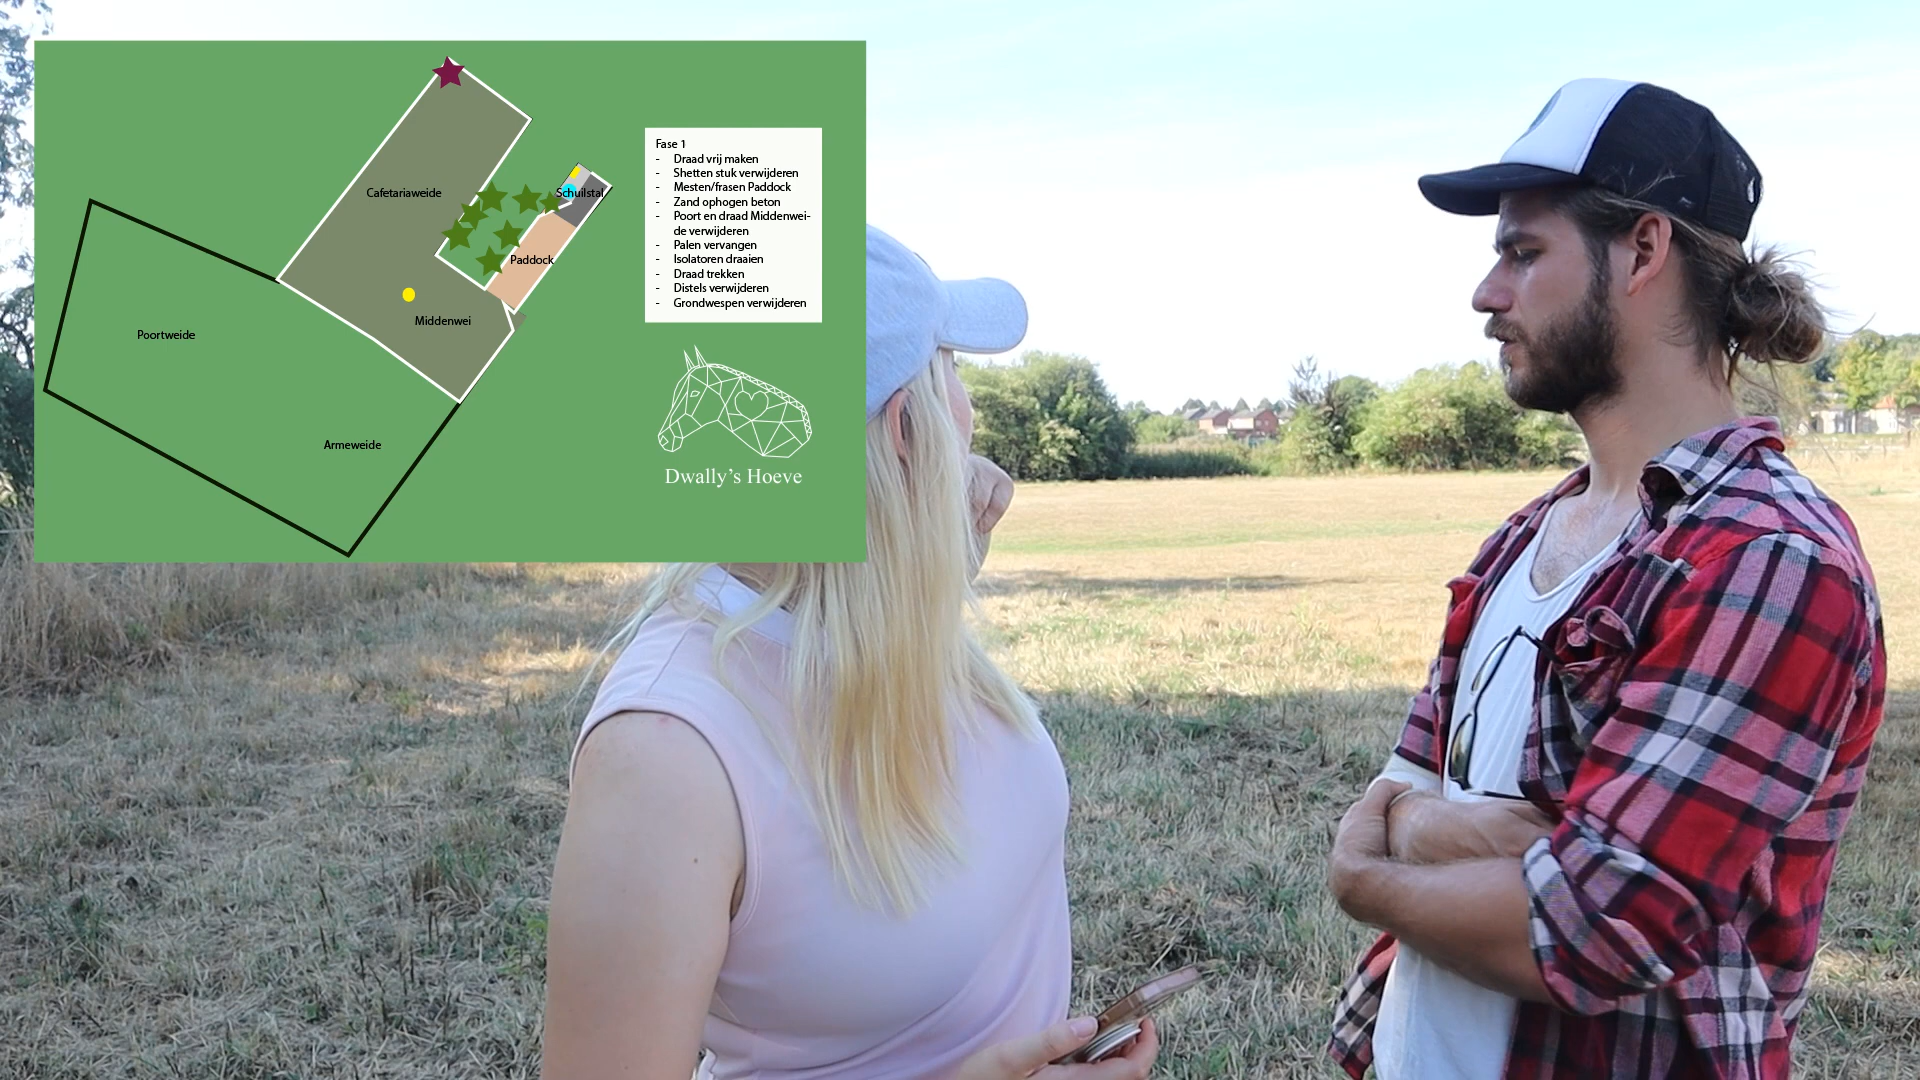 Cafetariaweide
Schuilstal
Paddock
Middenwei
Poortweide
Armeweide
Fase 1
- Draad vrij maken
- Shetten stuk verwijderen
- Mesten/frasen Paddock
- Zand ophogen beton
- Poort en draad Middenwei-
de verwijderen
- Palen vervangen
- Isolatoren draaien
- Draad trekken
- Distels verwijderen
- Grondwespen verwijderen
Dwally's Hoeve